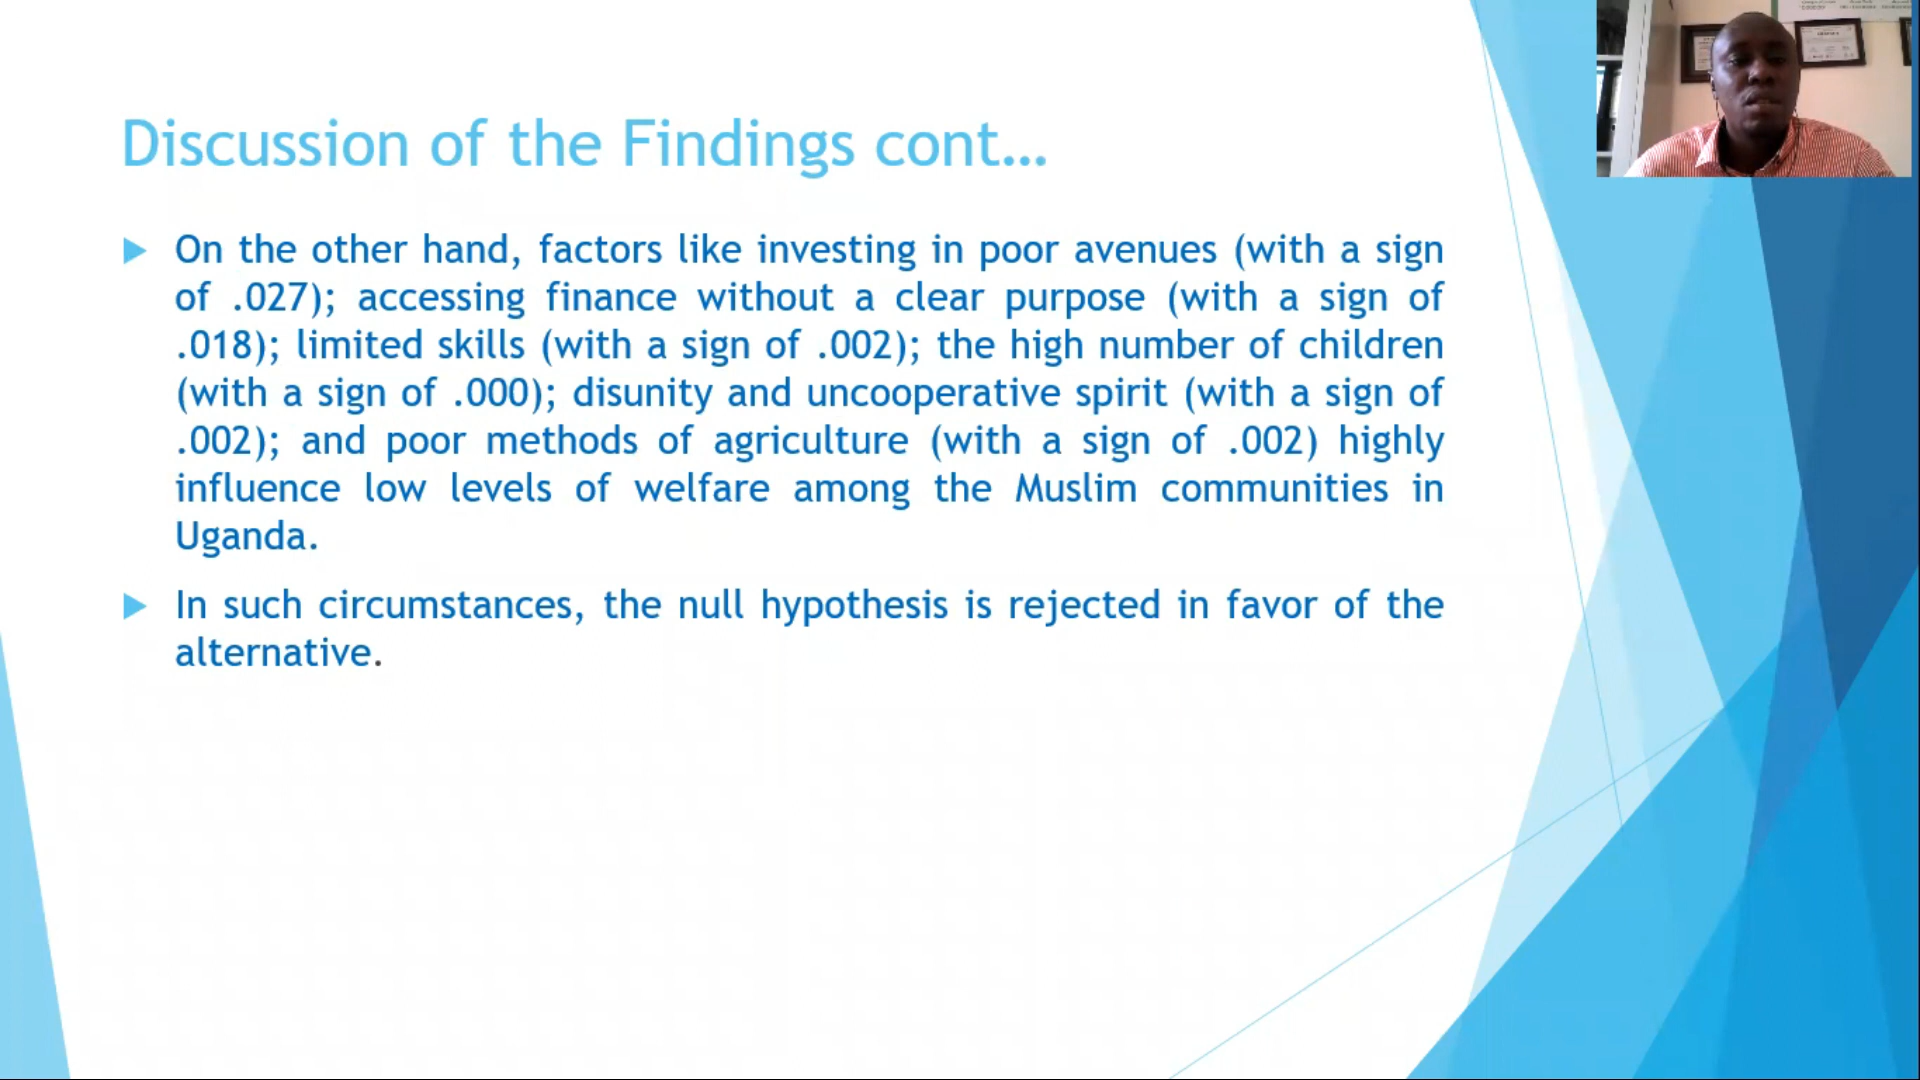 Discussion of the Findings cont…
On the other hand, factors like investing in poor avenues (with a sign
of .027); accessing finance without a clear purpose (with a sign of
.018); limited skills (with a sign of .002); the high number of children
(with a sign of .000); disunity and uncooperative spirit (with a sign of
.002); and poor methods of agriculture (with a sign of .002) highly
influence low levels of welfare among the Muslim communities in
Uganda.
In such circumstances, the null hypothesis is rejected in favor of the
alternative.